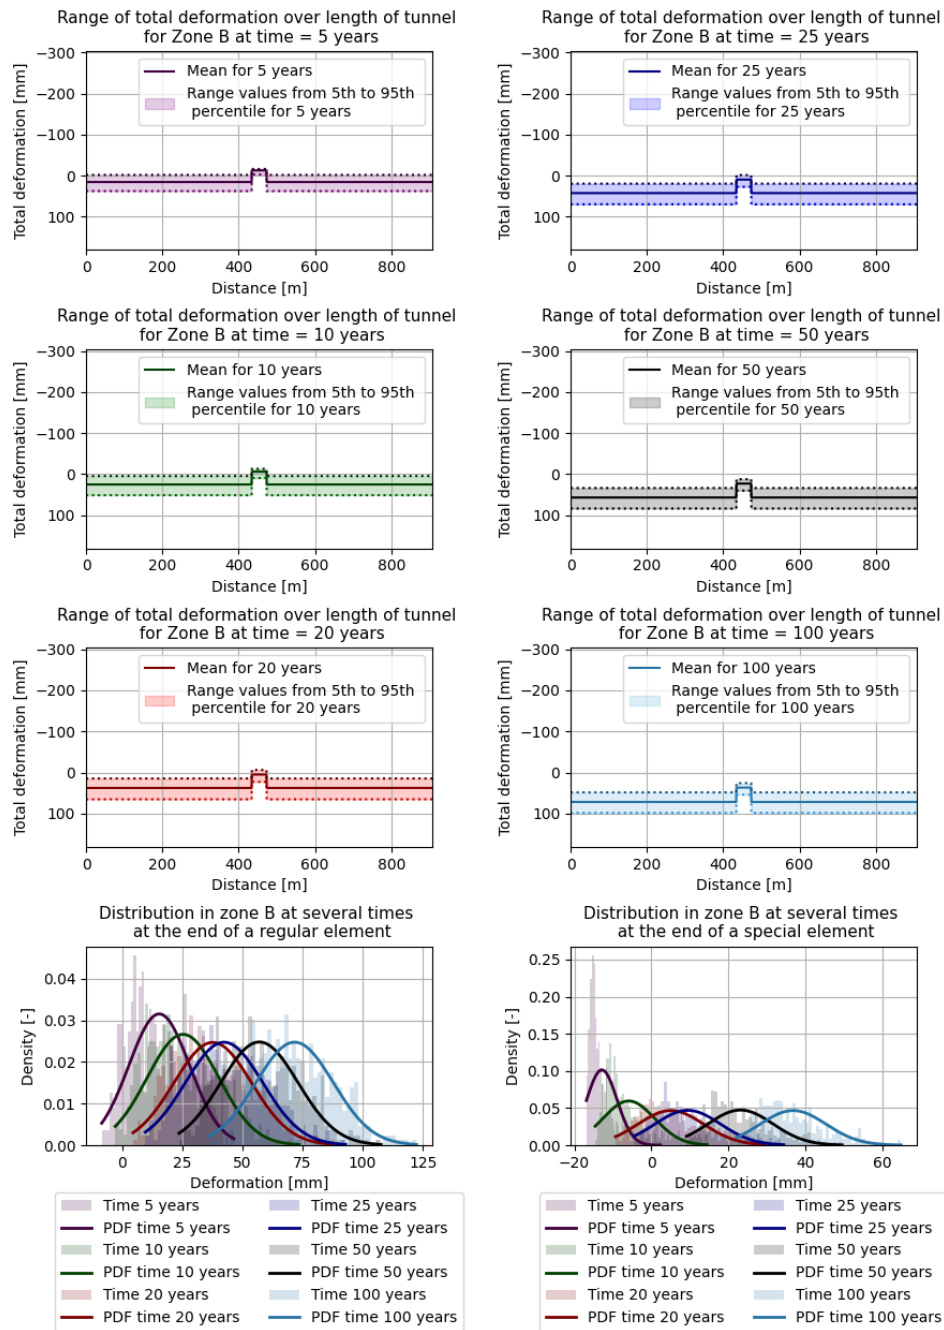 Range of total deformation over length of tunnel
for Zone B at time = 5 years
Total deformation [mm]
−300
−200
−100
0
100
Mean for 5 years
Range values from 5th to 95th
percentile for 5 years
0 200 400 600 800
Distance [m]
Range of total deformation over length of tunnel
for Zone B at time = 25 years
Total deformation [mm]
−300
−200
−100
0
100
Mean for 25 years
Range values from 5th to 95th
percentile for 25 years
0 200 400 600 800
Distance [m]
Range of total deformation over length of tunnel
for Zone B at time = 10 years
Total deformation [mm]
−300
−200
−100
0
100
Mean for 10 years
Range values from 5th to 95th
percentile for 10 years
0 200 400 600 800
Distance [m]
Range of total deformation over length of tunnel
for Zone B at time = 50 years
Total deformation [mm]
−300
−200
−100
0
100
Mean for 50 years
Range values from 5th to 95th
percentile for 50 years
0 200 400 600 800
Distance [m]
Range of total deformation over length of tunnel
for Zone B at time = 20 years
Total deformation [mm]
−300
−200
−100
0
100
Mean for 20 years
Range values from 5th to 95th
percentile for 20 years
0 200 400 600 800
Distance [m]
Range of total deformation over length of tunnel
for Zone B at time = 100 years
Total deformation [mm]
−300
−200
−100
0
100
Mean for 100 years
Range values from 5th to 95th
percentile for 100 years
0 200 400 600 800
Distance [m]
Distribution in zone B at several times
at the end of a regular element
Density [-]
0.04
0.03
0.02
0.01
0.00
0 25 50 75 100 125
Deformation [mm]
Time 5 years
PDF time 5 years
Time 10 years
PDF time 10 years
Time 20 years
PDF time 20 years
Time 25 years
PDF time 25 years
Time 50 years
PDF time 50 years
Time 100 years
PDF time 100 years
Distribution in zone B at several times
at the end of a special element
Density [-]
0.25
0.20
0.15
0.10
0.05
0.00
−20 0 20 40 60
Deformation [mm]
Time 5 years
PDF time 5 years
Time 10 years
PDF time 10 years
Time 20 years
PDF time 20 years
Time 25 years
PDF time 25 years
Time 50 years
PDF time 50 years
Time 100 years
PDF time 100 years